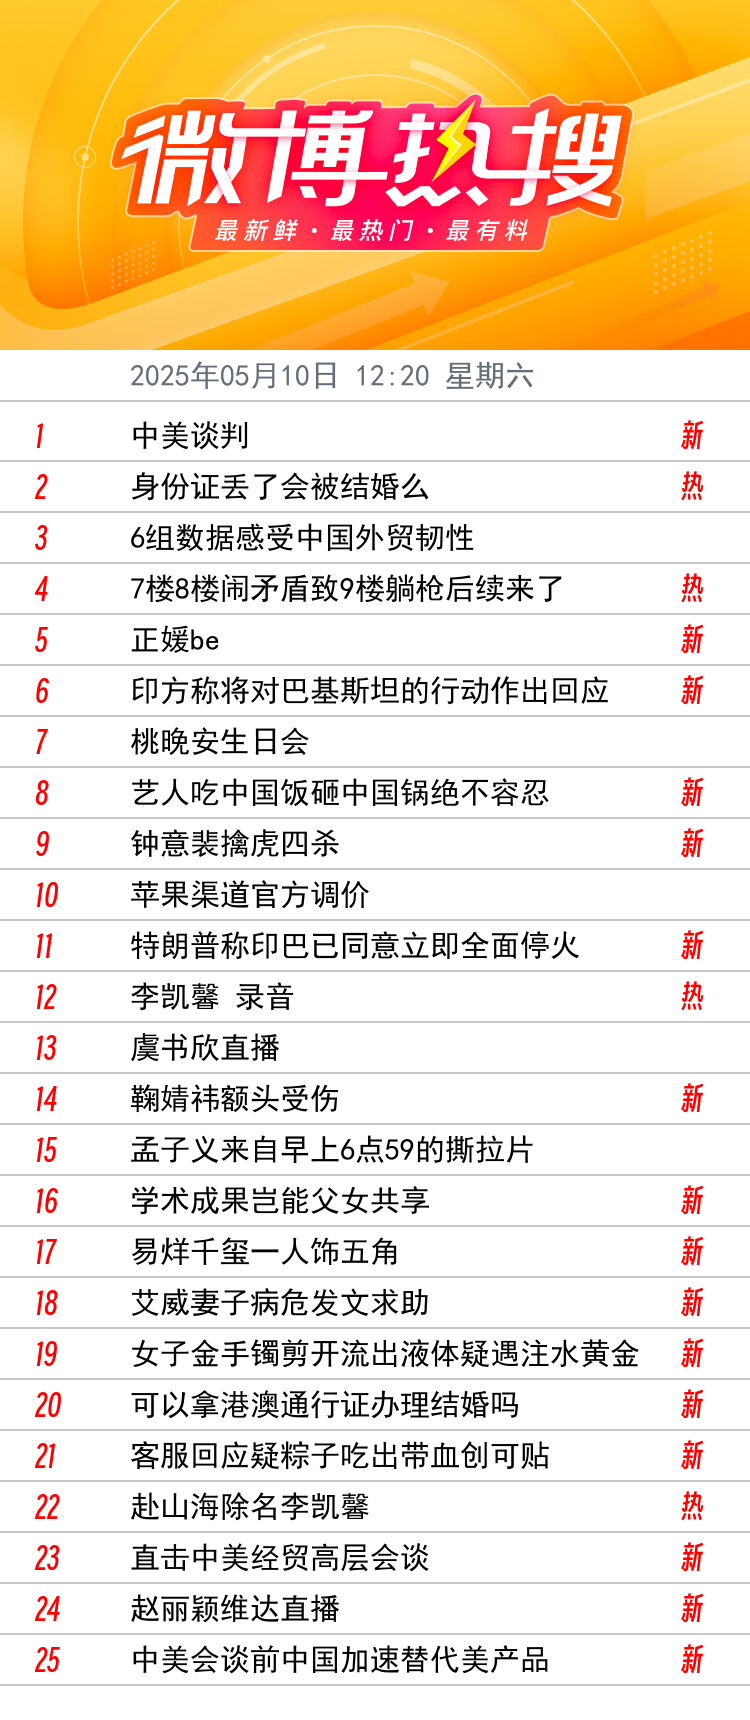 微博热搜
最新鲜·最热门·最有料
2025年05月10日 12:20 星期六
1 中美谈判 新
2 身份证丢了会被结婚么 热
3 6组数据感受中国外贸韧性
4 7楼8楼闹矛盾致9楼躺枪后续来了 热
5 正媛be 新
6 印方称将对巴基斯坦的行动作出回应 新
7 桃晚安生日会
8 艺人吃中国饭砸中国锅绝不容忍 新
9 钟意裴擒虎四杀 新
10 苹果渠道官方调价
11 特朗普称印巴已同意立即全面停火 新
12 李凯馨 录音 热
13 虞书欣直播
14 鞠婧祎额头受伤 新
15 孟子义来自早上6点59的撕拉片
16 学术成果岂能父女共享 新
17 易烊千玺一人饰五角 新
18 艾威妻子病危发文求助 新
19 女子金手镯剪开流出液体疑遇注水黄金 新
20 可以拿港澳通行证办理结婚吗 新
21 客服回应疑粽子吃出带血创可贴 新
22 赴山海除名李凯馨 热
23 直击中美经贸高层会谈 新
24 赵丽颖维达直播 新
25 中美会谈前中国加速替代美产品 新